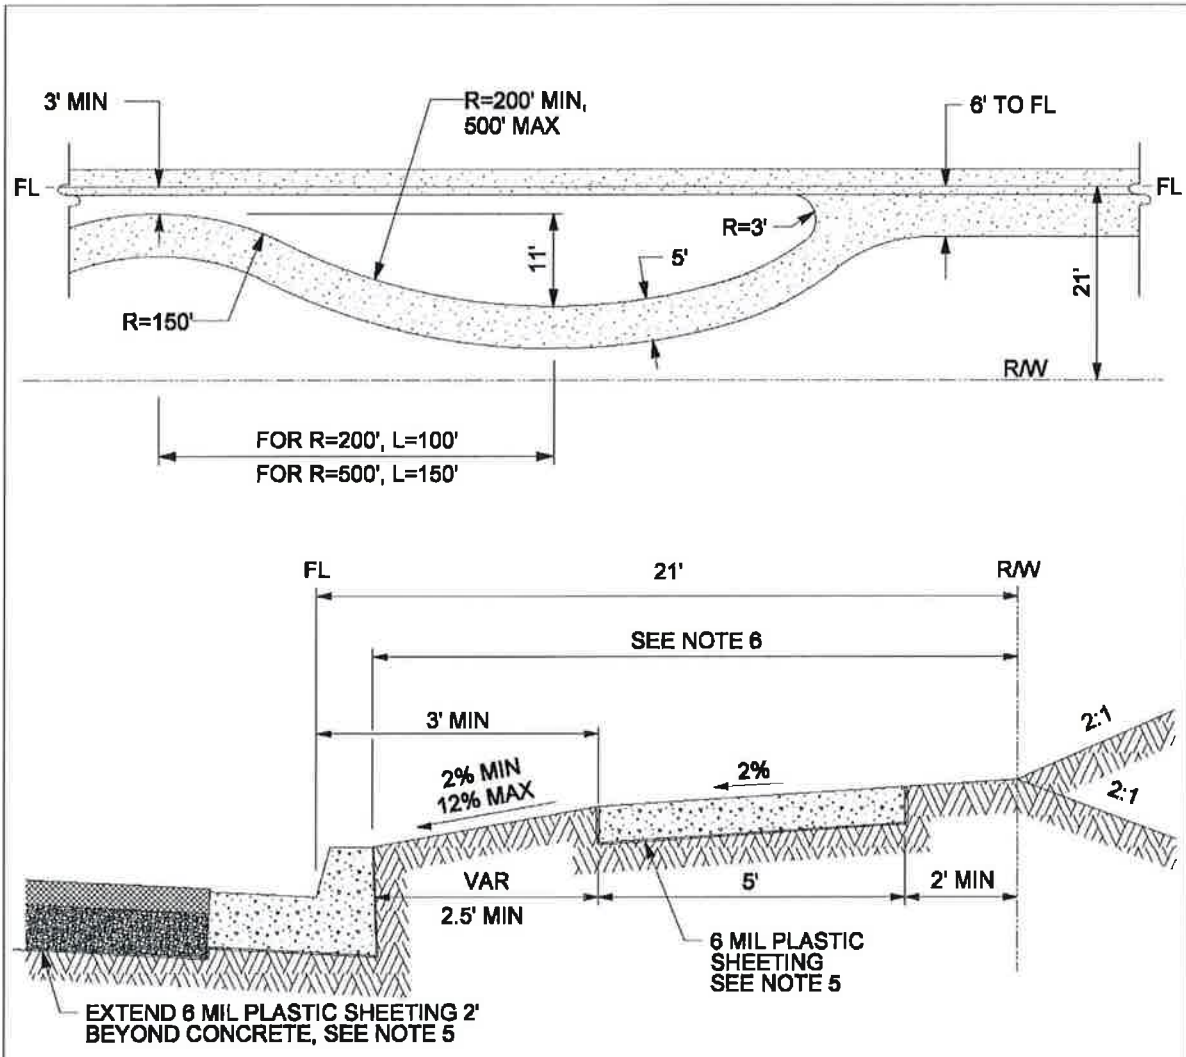 3' MIN
R=200' MIN,
500' MAX
6' TO FL
FL
FL
R=3'
11'
5'
21'
R=150'
R/W
FOR R=200', L=100'
FOR R=500', L=150'
FL
21'
R/W
SEE NOTE 6
3' MIN
2% MIN
12% MAX
2%
2:1
2:1
VAR
2.5' MIN
5'
2' MIN
6 MIL PLASTIC
SHEETING
SEE NOTE 5
EXTEND 6 MIL PLASTIC SHEETING 2'
BEYOND CONCRETE, SEE NOTE 5